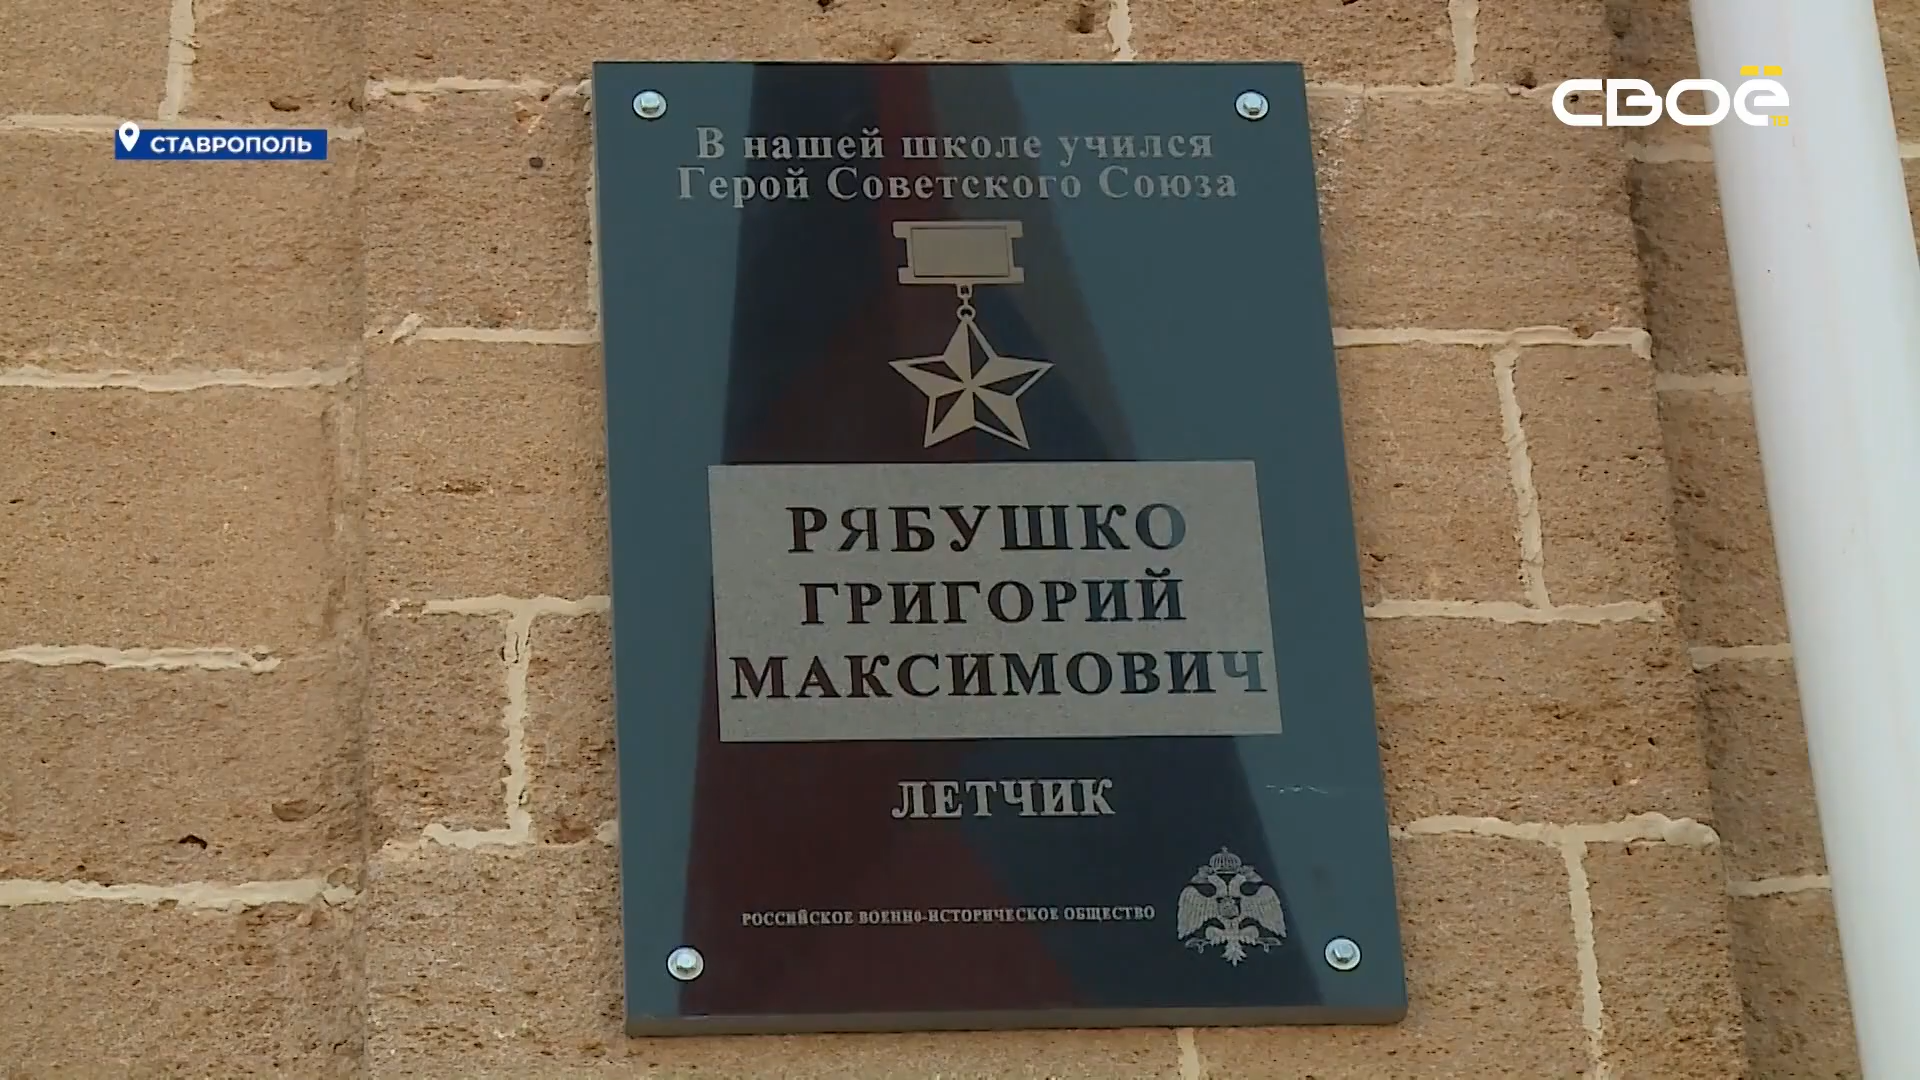 СТАВРОПОЛЬ
СВОЁ
В нашей школе учился
Герой Советского Союза
РЯБУШКО
ГРИГОРИЙ
МАКСИМОВИЧ
ЛЕТЧИК
РОССИЙСКОЕ ВОЕННО-ИСТОРИЧЕСКОЕ ОБЩЕСТВО